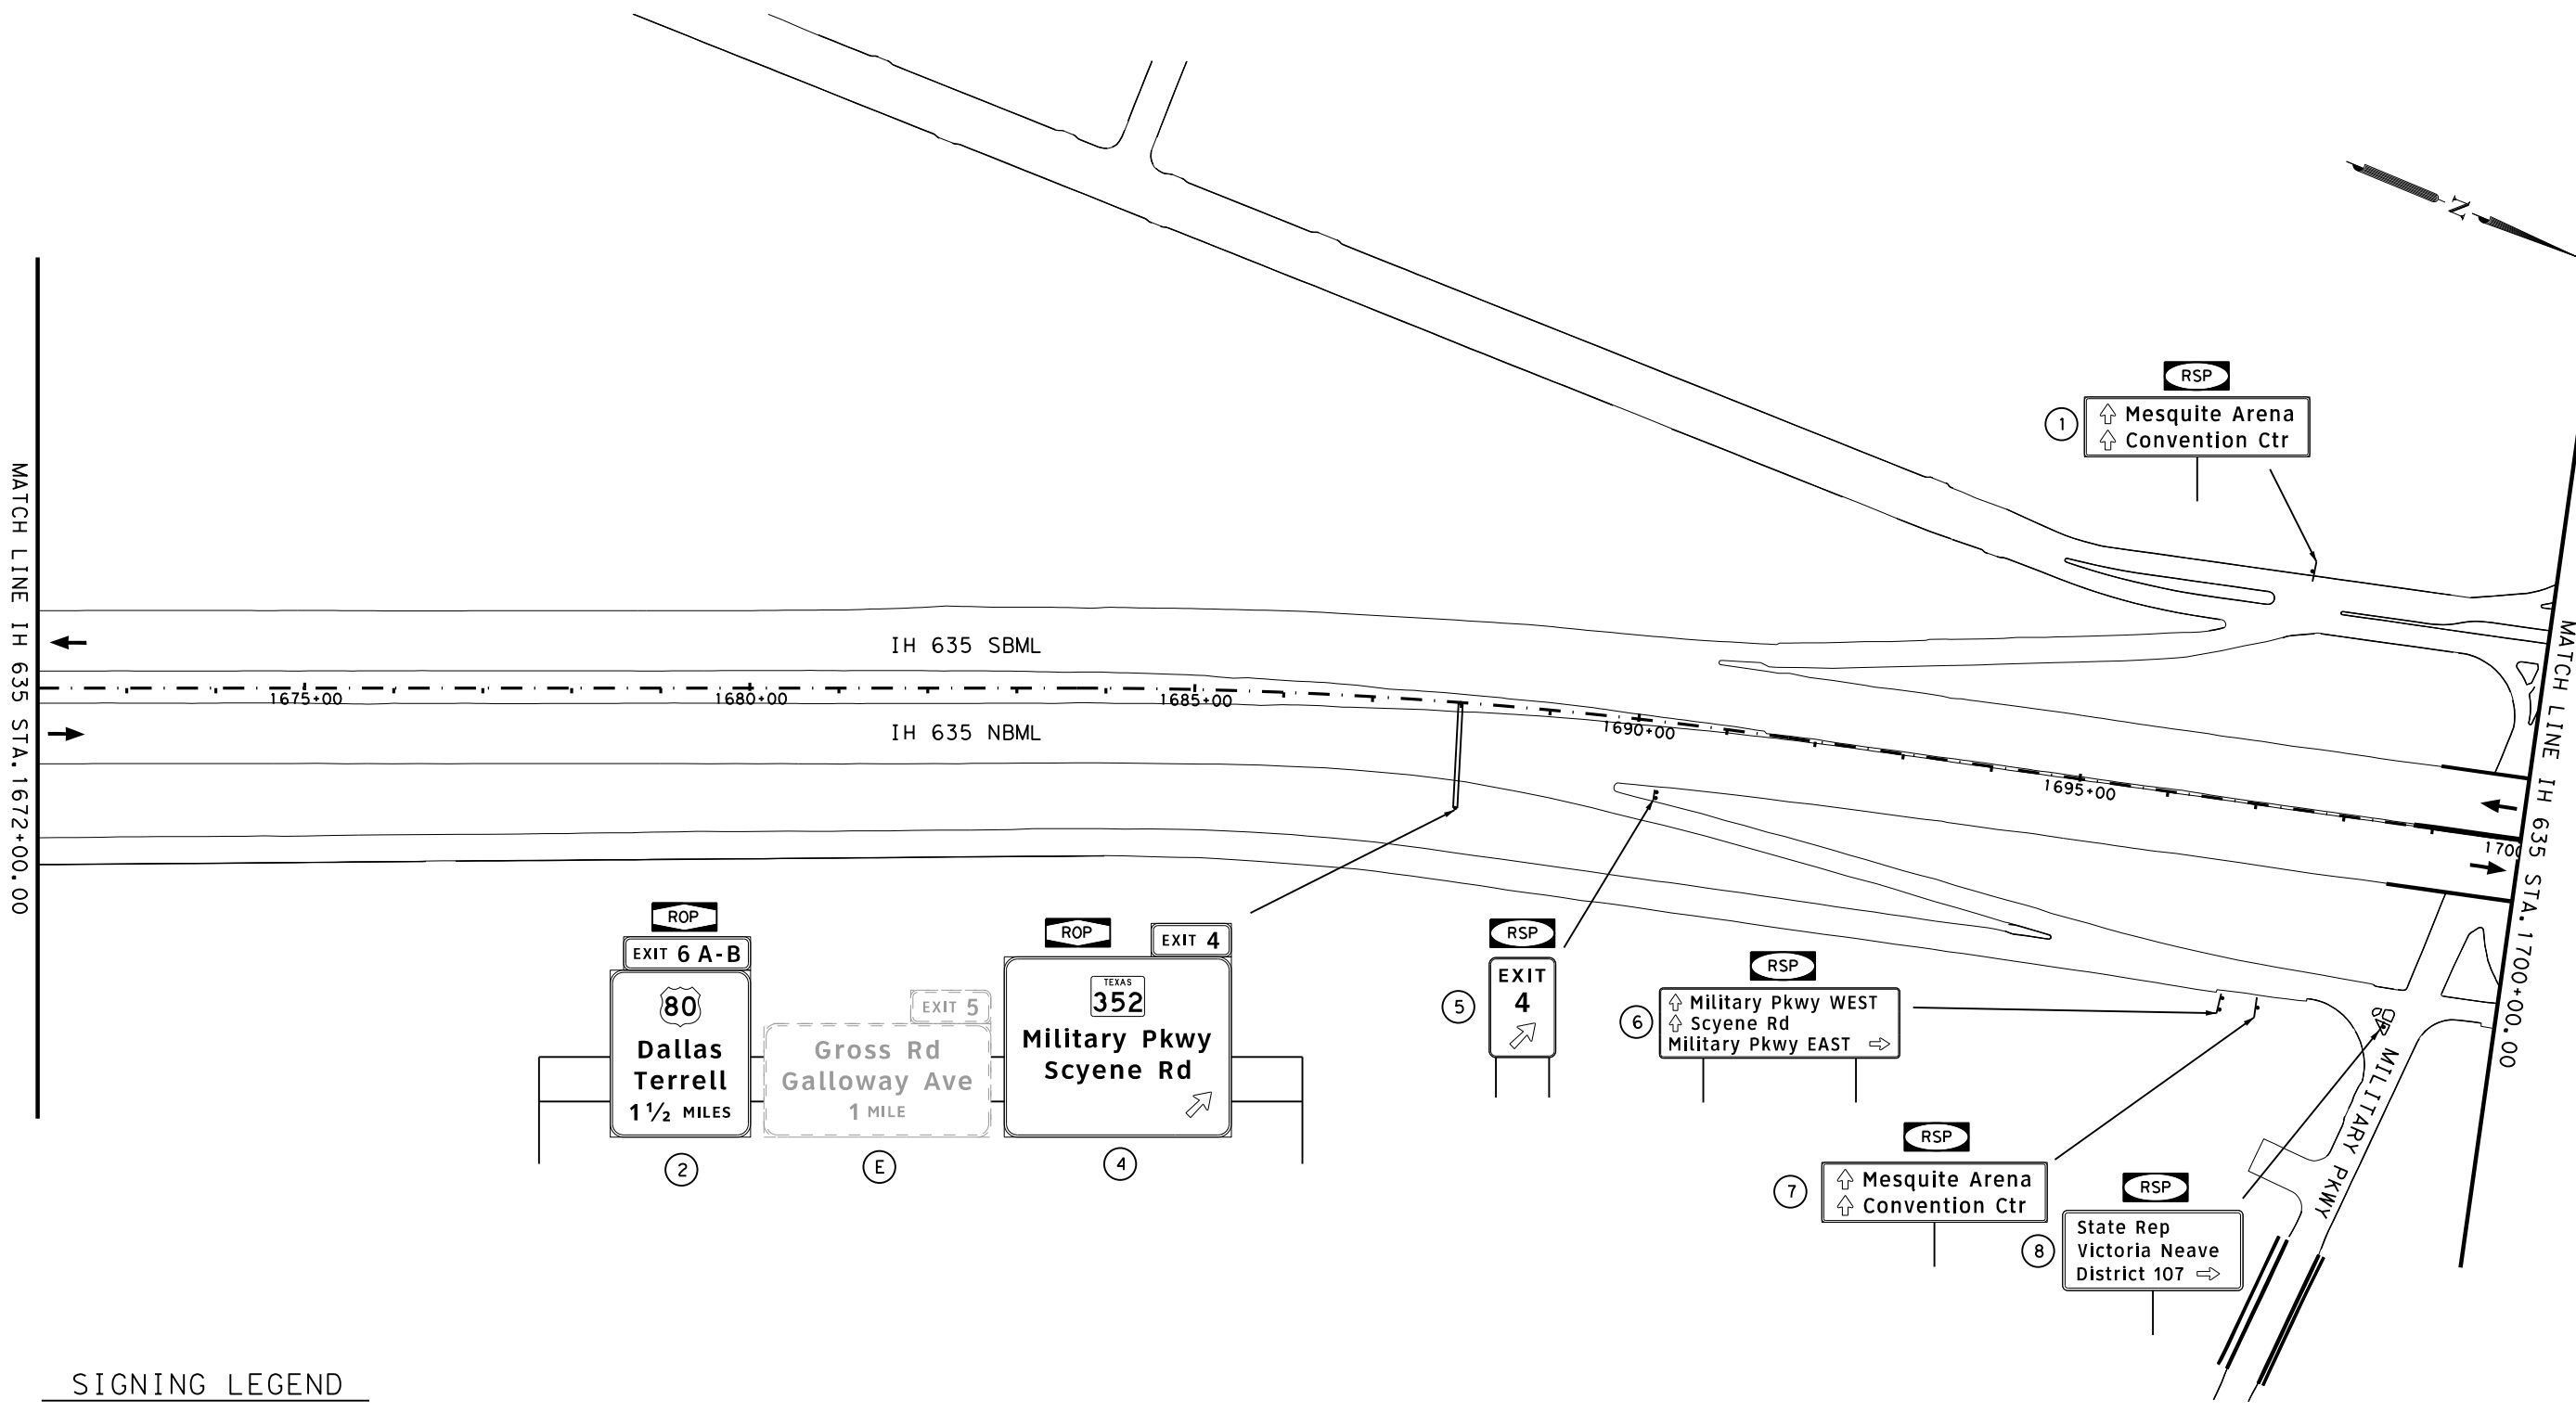 N
RSP
1
Mesquite Arena
Convention Ctr
MATCH LINE IH 635 STA.1672+00.00
IH 635 SBML
1675+00
1680+00
1685+00
1690+00
1695+00
IH 635 NBML
MATCH LINE IH 635 STA.1700+00.00
ROP
EXIT 6 A-B
80
Dallas
Terrell
1 1/2 MILES
2
EXIT 5
Gross Rd
Galloway Ave
1 MILE
E
ROP
EXIT 4
TEXAS
352
Military Pkwy
Scyene Rd
4
RSP
EXIT
4
5
RSP
Military Pkwy WEST
Scyene Rd
Military Pkwy EAST
6
RSP
Mesquite Arena
Convention Ctr
7
RSP
State Rep
Victoria Neave
District 107
8
MILITARY PKWY
SIGNING LEGEND